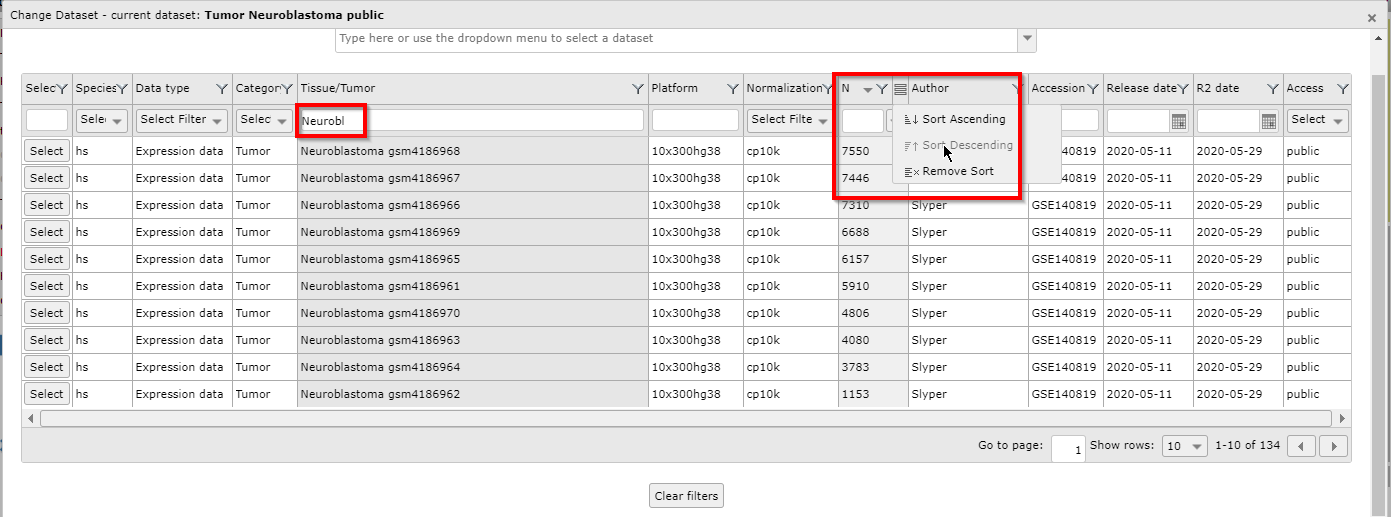 Change Dataset - current dataset: Tumor Neuroblastoma public
Type here or use the dropdown menu to select a dataset
Selec Species Data type Categor Tissue/Tumor Platform Normalization N Author Accession Release date R2 date Access
Sele Select Filter Selec Neurobl Select Filte Select
Sort Ascending
Sort Descending
Remove Sort
Select hs Expression data Tumor Neuroblastoma gsm4186968 10x300hg38 cp10k 7550 GSE140819 2020-05-11 2020-05-29 public
Select hs Expression data Tumor Neuroblastoma gsm4186967 10x300hg38 cp10k 7446 GSE140819 2020-05-11 2020-05-29 public
Select hs Expression data Tumor Neuroblastoma gsm4186966 10x300hg38 cp10k 7310 Slyper GSE140819 2020-05-11 2020-05-29 public
Select hs Expression data Tumor Neuroblastoma gsm4186969 10x300hg38 cp10k 6688 Slyper GSE140819 2020-05-11 2020-05-29 public
Select hs Expression data Tumor Neuroblastoma gsm4186965 10x300hg38 cp10k 6157 Slyper GSE140819 2020-05-11 2020-05-29 public
Select hs Expression data Tumor Neuroblastoma gsm4186961 10x300hg38 cp10k 5910 Slyper GSE140819 2020-05-11 2020-05-29 public
Select hs Expression data Tumor Neuroblastoma gsm4186970 10x300hg38 cp10k 4806 Slyper GSE140819 2020-05-11 2020-05-29 public
Select hs Expression data Tumor Neuroblastoma gsm4186963 10x300hg38 cp10k 4080 Slyper GSE140819 2020-05-11 2020-05-29 public
Select hs Expression data Tumor Neuroblastoma gsm4186964 10x300hg38 cp10k 3783 Slyper GSE140819 2020-05-11 2020-05-29 public
Select hs Expression data Tumor Neuroblastoma gsm4186962 10x300hg38 cp10k 1153 Slyper GSE140819 2020-05-11 2020-05-29 public
Go to page: 1 Show rows: 10 1-10 of 134
Clear filters